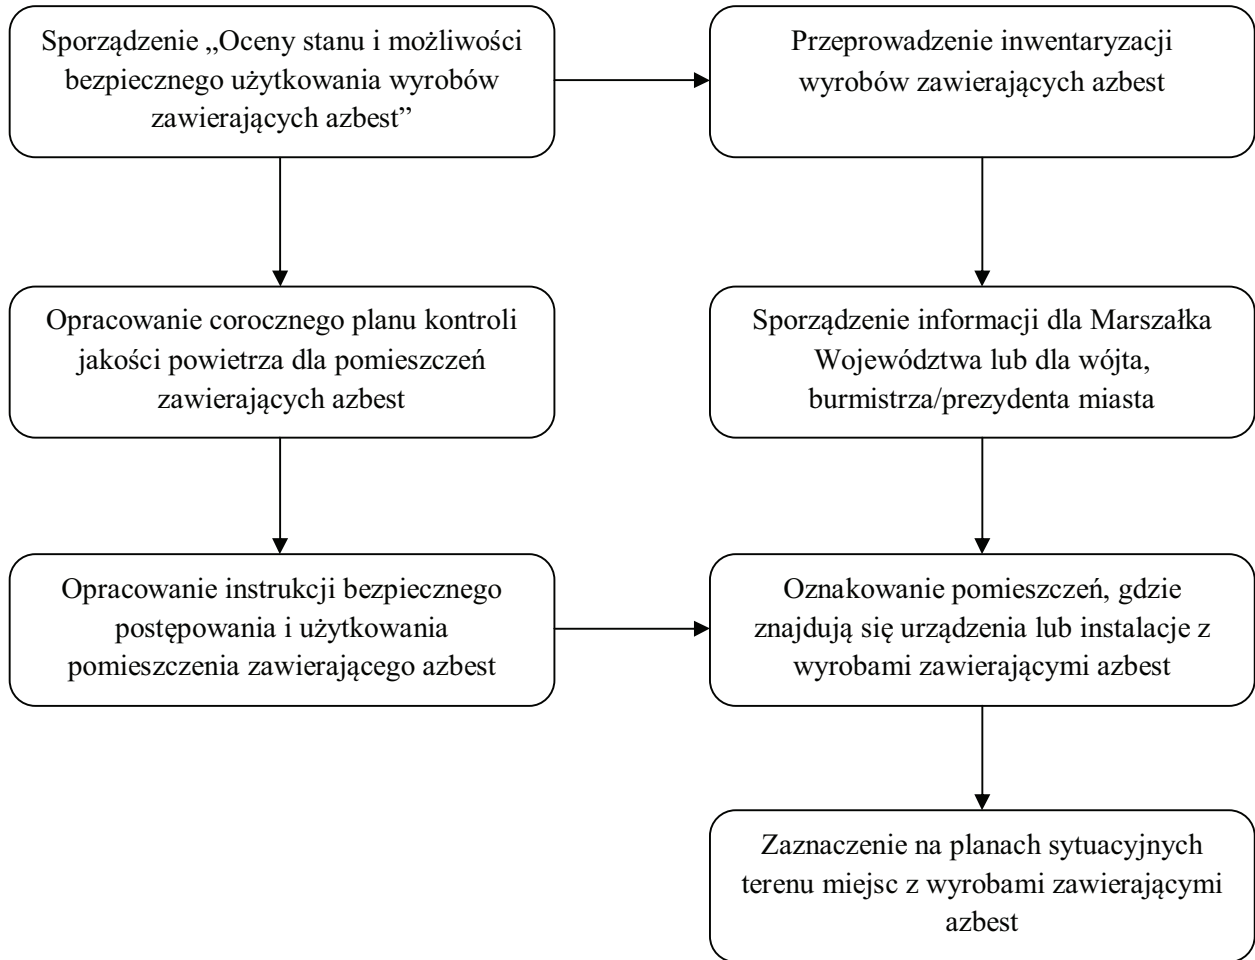 Sporządzenie „Oceny stanu i możliwości
bezpiecznego użytkowania wyrobów
zawierających azbest”
Przeprowadzenie inwentaryzacji
wyrobów zawierających azbest
Opracowanie corocznego planu kontroli
jakości powietrza dla pomieszczeń
zawierających azbest
Sporządzenie informacji dla Marszałka
Województwa lub dla wójta,
burmistrza/prezydenta miasta
Opracowanie instrukcji bezpiecznego
postępowania i użytkowania
pomieszczenia zawierającego azbest
Oznakowanie pomieszczeń, gdzie
znajdują się urządzenia lub instalacje z
wyrobami zawierającymi azbest
Zaznaczenie na planach sytuacyjnych
terenu miejsc z wyrobami zawierającymi
azbest